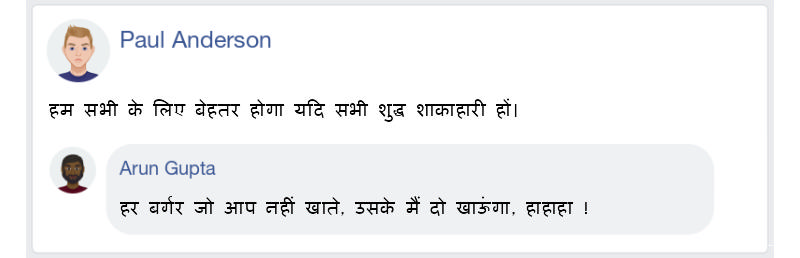 Paul Anderson
हम सभी के लिए बेहतर होगा यदि सभी शुद्ध शाकाहारी हों।
Arun Gupta
हर बर्गर जो आप नहीं खाते, उसके मैं दो खाऊंगा, हाहाहा !